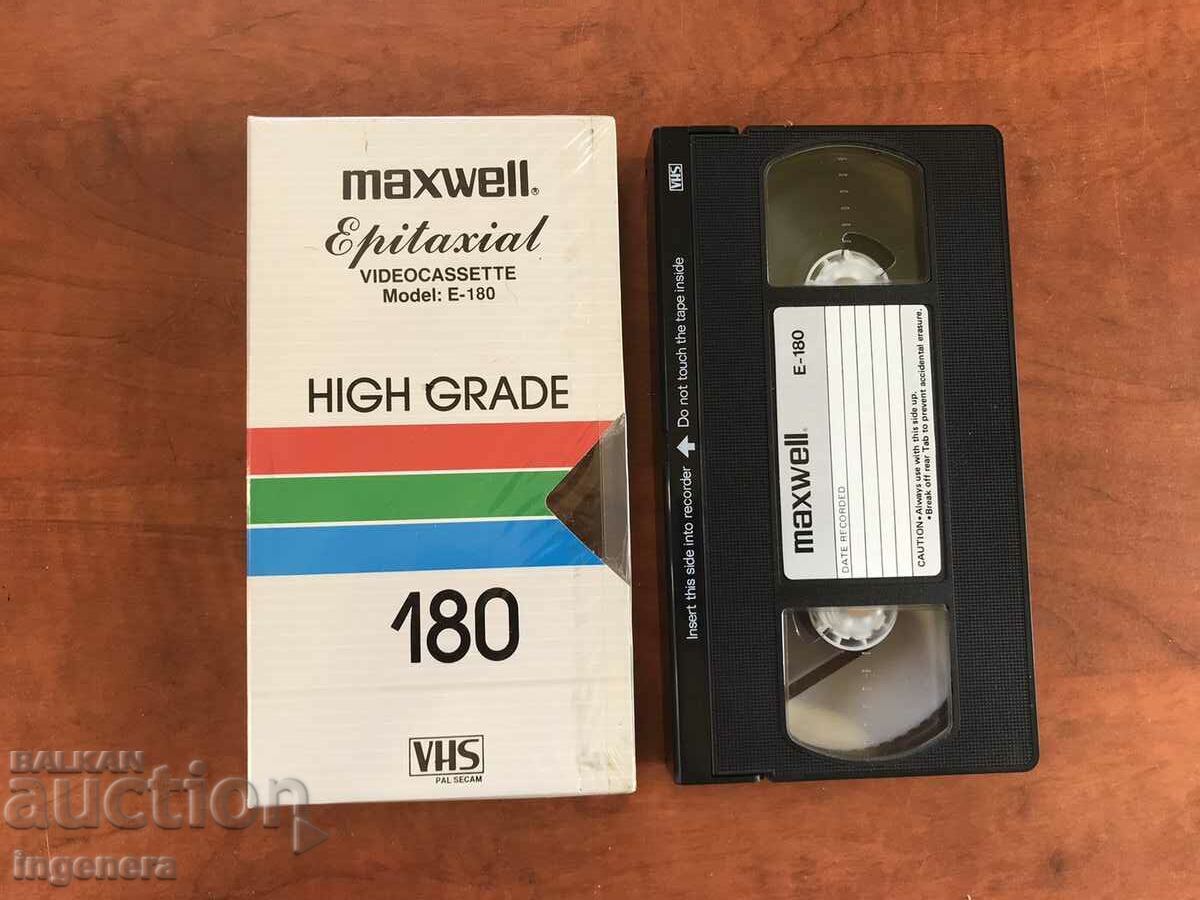 maxwell®
Epitaxial
VIDEOCASSETTE
Model: E-180
HIGH GRADE
180
VHS
PAL SECAM
VHS
Insert this side into recorder Do not touch the tape inside
maxwell® E-180
DATE RECORDED
CAUTION • Always use with this side up.
• Break off rear Tab to prevent accidental erasure.
BALKAN
auction
ingenera